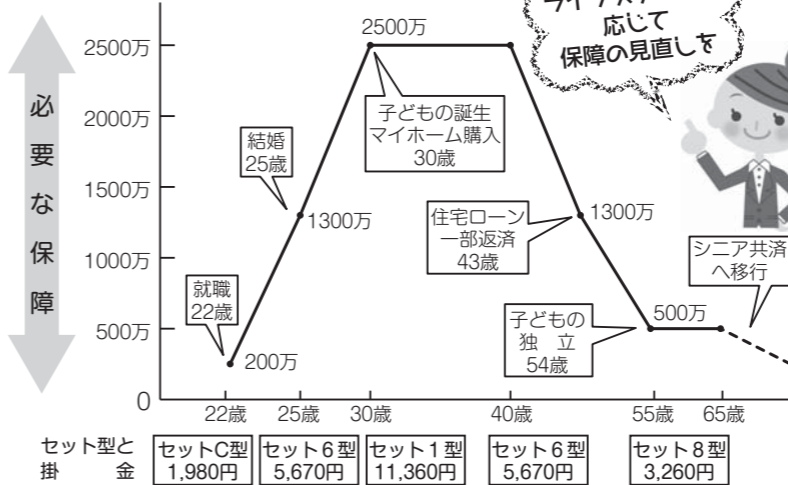 応じて
保障の見直しを
必要な保障
2500万
2000万
1500万
1000万
500万
0
2500万
子どもの誕生
マイホーム購入
30歳
結婚
25歳
1300万
就職
22歳
200万
住宅ローン
一部返済
43歳
1300万
子どもの
独 立
54歳
500万
シニア共済
へ移行
22歳 25歳 30歳 40歳 55歳 65歳
セット型と
掛 金
セットC型
1,980円
セット6型
5,670円
セット1型
11,360円
セット6型
5,670円
セット8型
3,260円